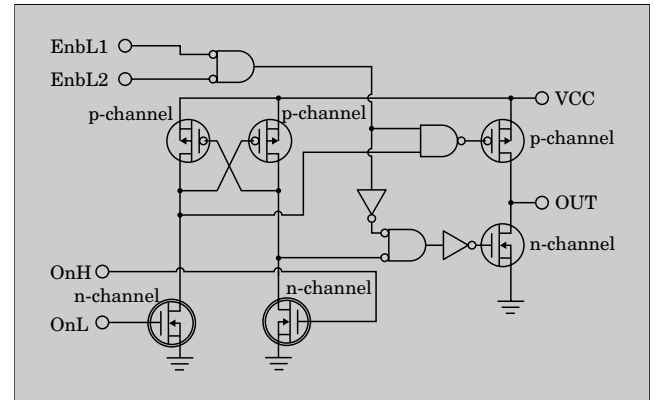 EnbL1
EnbL2
p-channel
p-channel
VCC
p-channel
OUT
n-channel
OnH
n-channel
n-channel
OnL